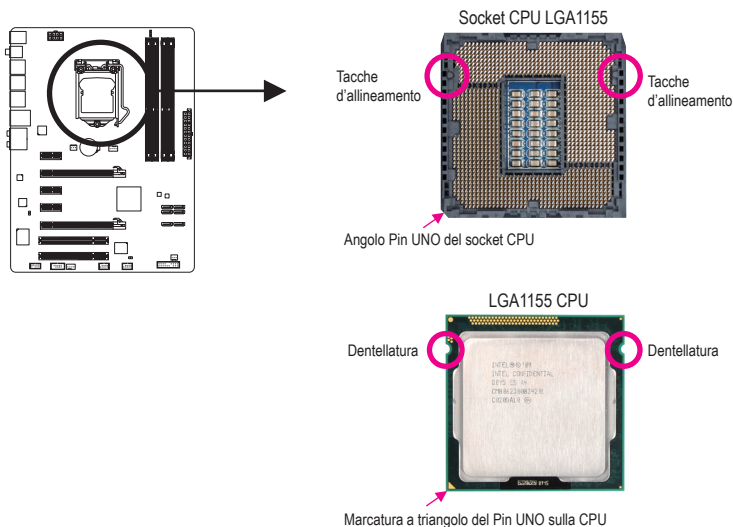 Socket CPU LGA1155
Tacche
d'allineamento
Tacche
d'allineamento
Angolo Pin UNO del socket CPU
LGA1155 CPU
Dentellatura
Dentellatura
INTEL CONFIDENTIAL
Marcatura a triangolo del Pin UNO sulla CPU